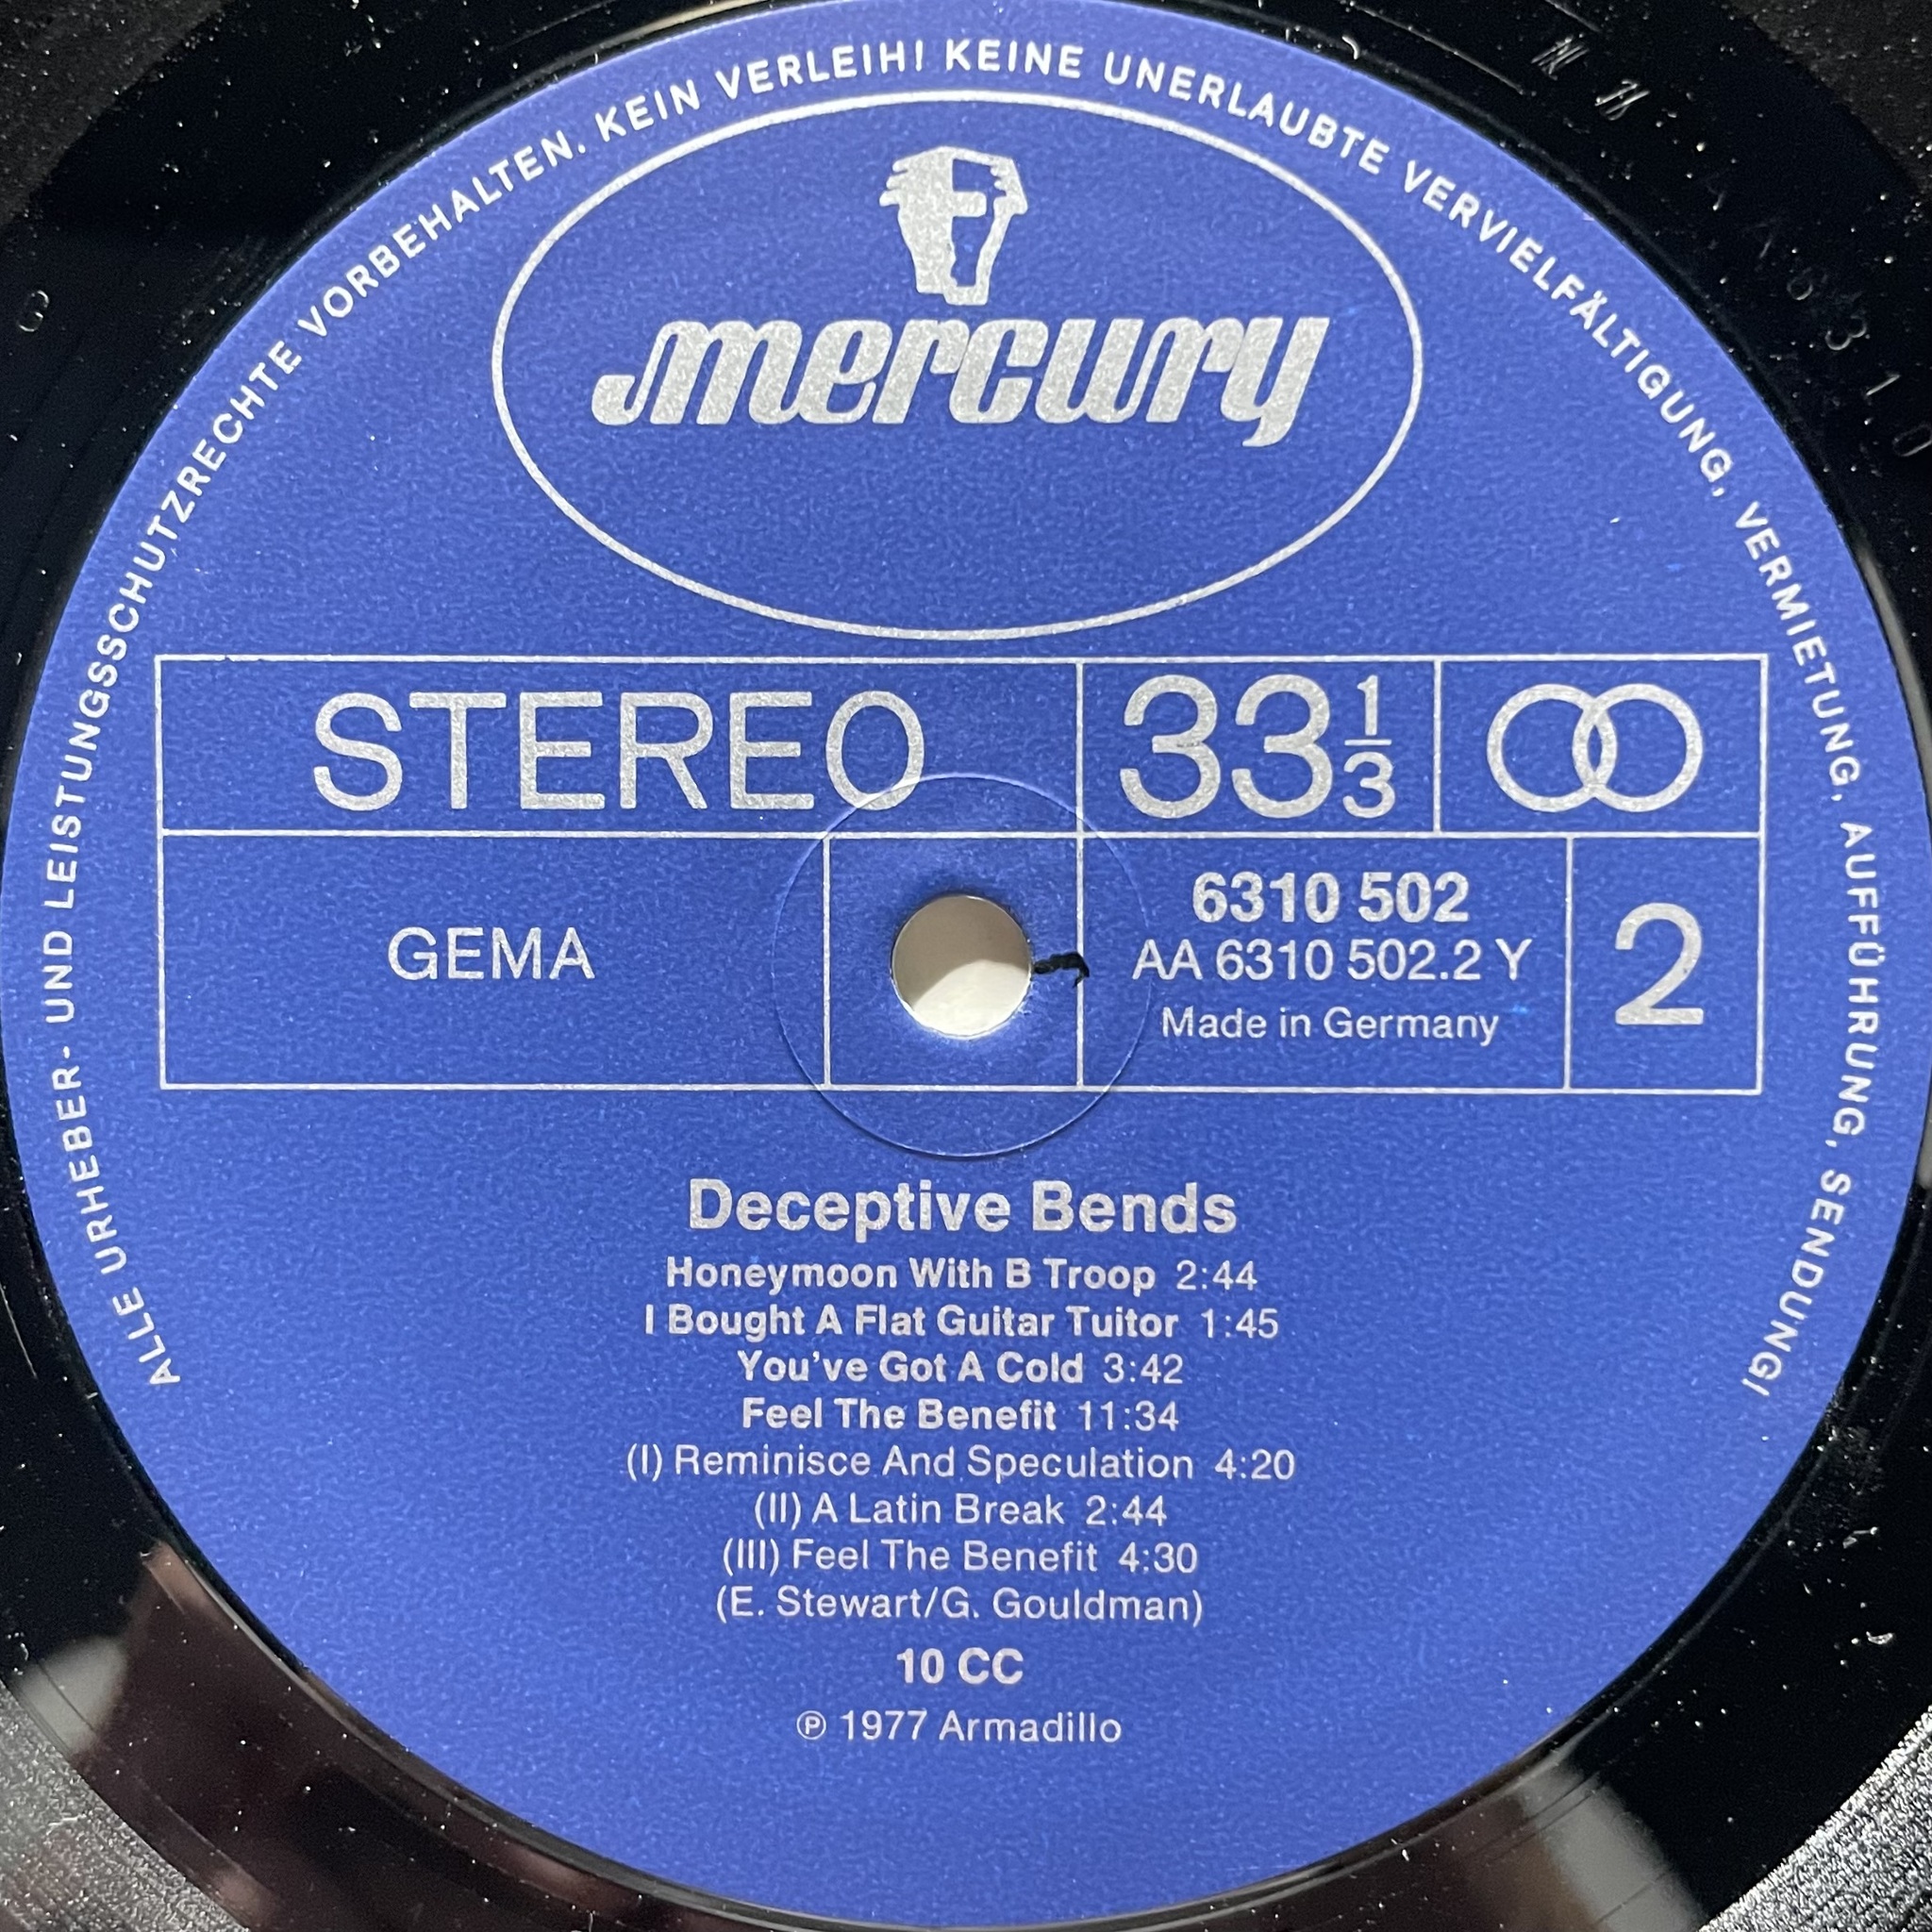 ALLE URHEBER- UND LEISTUNGSSCHUTZRECHTE VORBEHALTEN. KEIN VERLEIH! KEINE UNERLAUBTE VERVIELFÄLTIGUNG, VERMIETUNG, AUFFÜHRUNG, SENDUNG!
mercury
STEREO
33 1/3
GEMA
6310 502
AA 6310 502.2 Y
Made in Germany
2
Deceptive Bends
Honeymoon With B Troop 2:44
I Bought A Flat Guitar Tuitor 1:45
You've Got A Cold 3:42
Feel The Benefit 11:34
(I) Reminisce And Speculation 4:20
(II) A Latin Break 2:44
(III) Feel The Benefit 4:30
(E. Stewart/G. Gouldman)
10 CC
℗ 1977 Armadillo